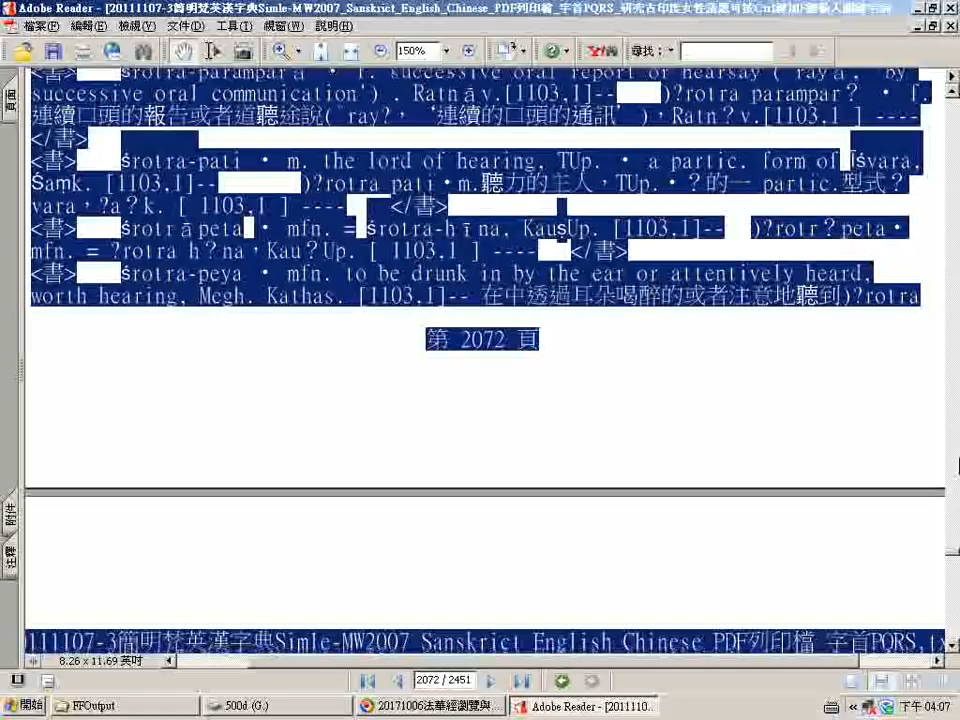 Adobe Reader - [20111107-3簡明梵英漢字典Simle-MW2007_Sanskrict_English_Chinese_PDF列印檔_字首PQRS
檔案(F) 編輯(E) 檢視(V) 文件(D) 工具(T) 視窗(W) 說明(H)
150% 尋找:
頁面
<書> śrotra-paramparā • f. successive oral report or hearsay ( rayā, 'by
successive oral communication') . Ratnāv.[1103,1]-- )?rotra parampar? • f.
連續口頭的報告或者道聽途說( ray?, ‘連續的口頭的通訊’ ), Ratn?v.[1103,1 ] ----
</書>
<書> śrotra-pati • m. the lord of hearing, TUp. • a partic. form of Īśvara,
Śaṃk. [1103,1]-- )?rotra pati•m.聽力的主人, TUp.•?的一 partic.型式?
vara, ?a?k. [ 1103,1 ] ---- </書>
<書> śrotrāpeta • mfn. = śrotra-hīna, KauṣUp. [1103,1]-- )?rotr?peta•
mfn. = ?rotra h?na, Kau?Up. [ 1103,1 ] ---- </書>
<書> śrotra-peya • mfn. to be drunk in by the ear or attentively heard,
worth hearing, Megh. Kathas. [1103,1]-- 在中透過耳朵喝醉的或者注意地聽到)?rotra
第 2072 頁
附件
注釋
111107-3簡明梵英漢字典Simle-MW2007 Sanskrict English Chinese PDF列印檔 字首PQRS,
8.26 x 11.69 英吋
2072 / 2451
開始 FFOutput 500d (G:) 20171006法華經瀏覽與... Adobe Reader - [2011110... 下午 04:07